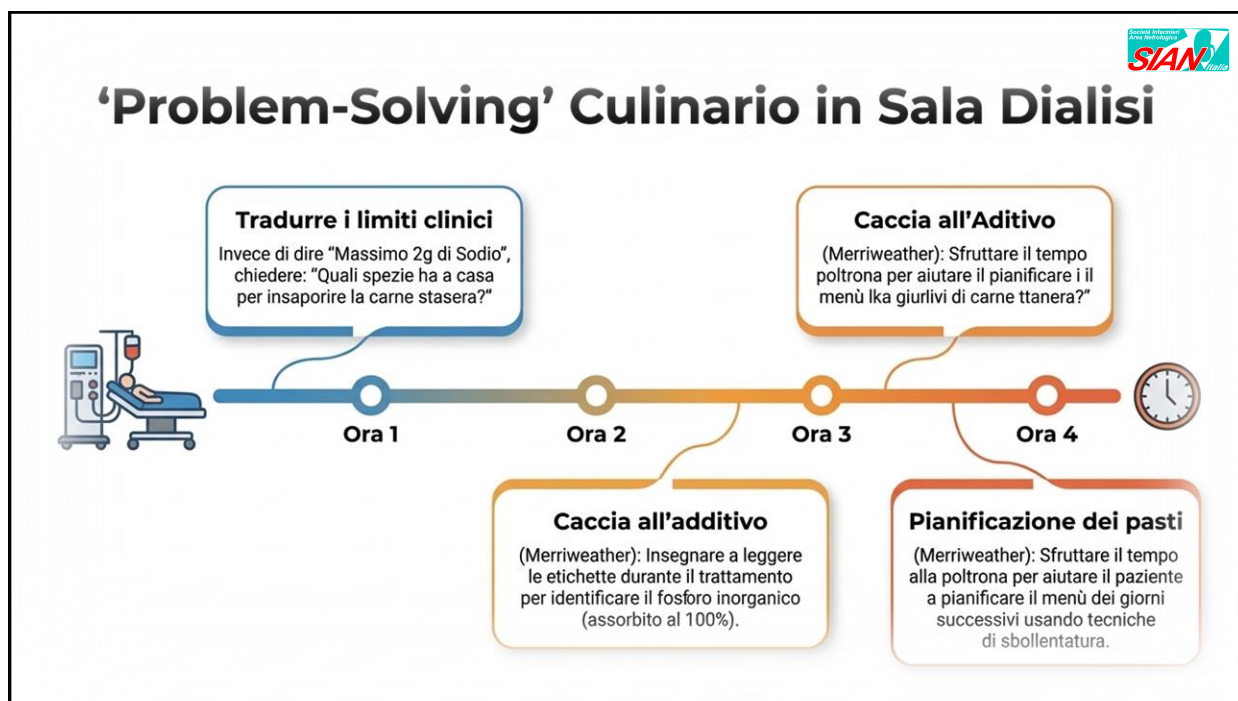 Società Infermieri
Area Nefrologica
SIAN
Italia
‘Problem-Solving’ Culinario in Sala Dialisi
Tradurre i limiti clinici
Invece di dire “Massimo 2g di Sodio”,
chiedere: “Quali spezie ha a casa
per insaporire la carne stasera?”
Caccia all’Aditivo
(Merriweather): Sfruttare il tempo
poltrona per aiutare il pianificare i il
menù lka giurlivi di carne ttanera?”
Ora 1
Ora 2
Ora 3
Ora 4
Caccia all’additivo
(Merriweather): Insegnare a leggere
le etichette durante il trattamento
per identificare il fosforo inorganico
(assorbito al 100%).
Pianificazione dei pasti
(Merriweather): Sfruttare il tempo
alla poltrona per aiutare il paziente
a pianificare il menù dei giorni
successivi usando tecniche
di sbollentatura.